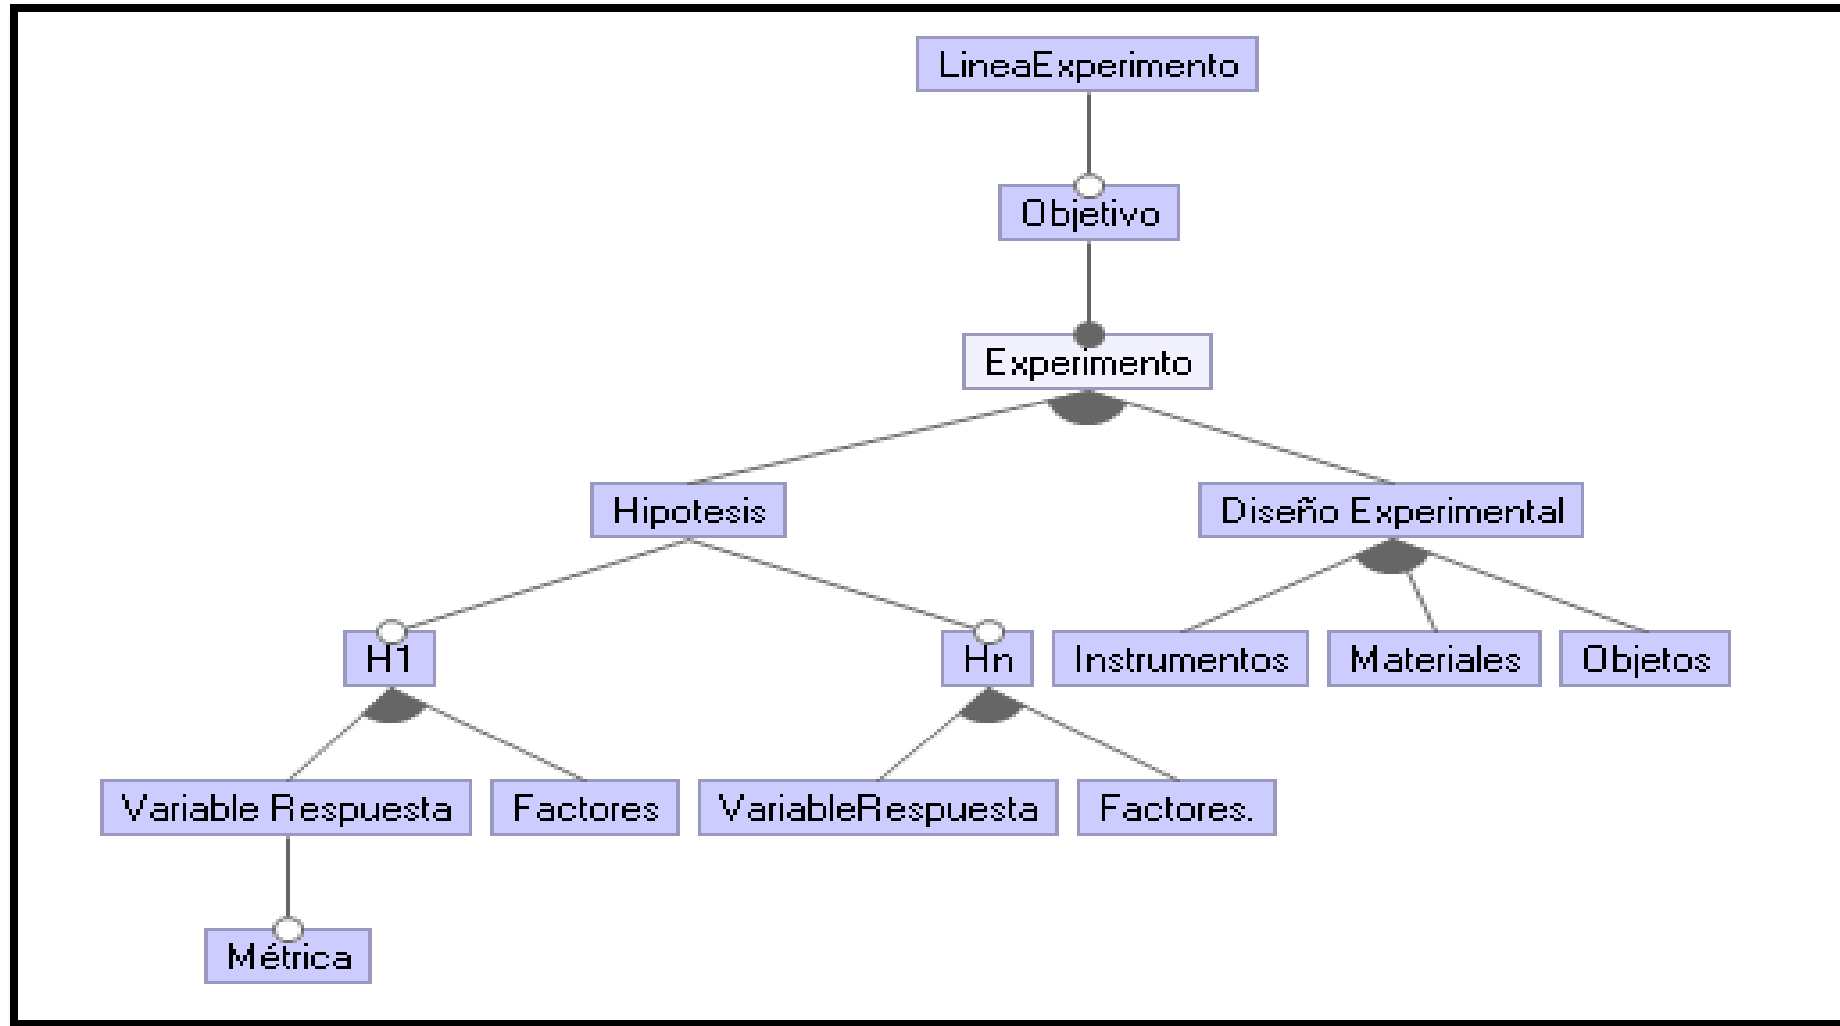 LineaExperimento
Objetivo
Experimento
Hipotesis
Diseño Experimental
H1
Hn
Instrumentos
Materiales
Objetos
Variable Respuesta
Factores
VariableRespuesta
Factores.
Métrica